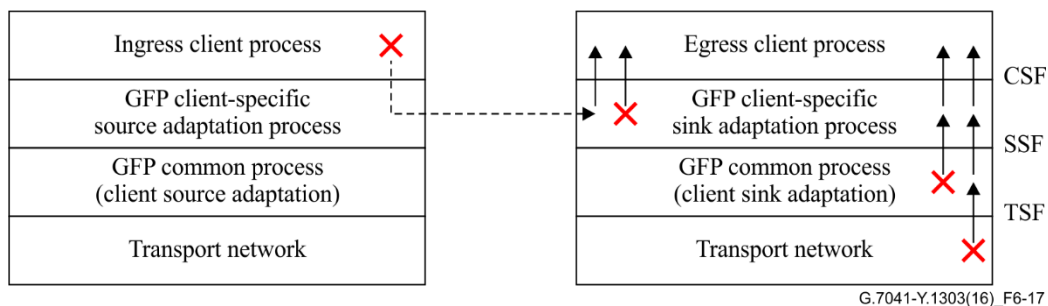 Ingress client process
GFP client-specific
source adaptation process
GFP common process
(client source adaptation)
Transport network
Egress client process
GFP client-specific
sink adaptation process
GFP common process
(client sink adaptation)
Transport network
CSF
SSF
TSF
G.7041-Y.1303(16)_F6-17